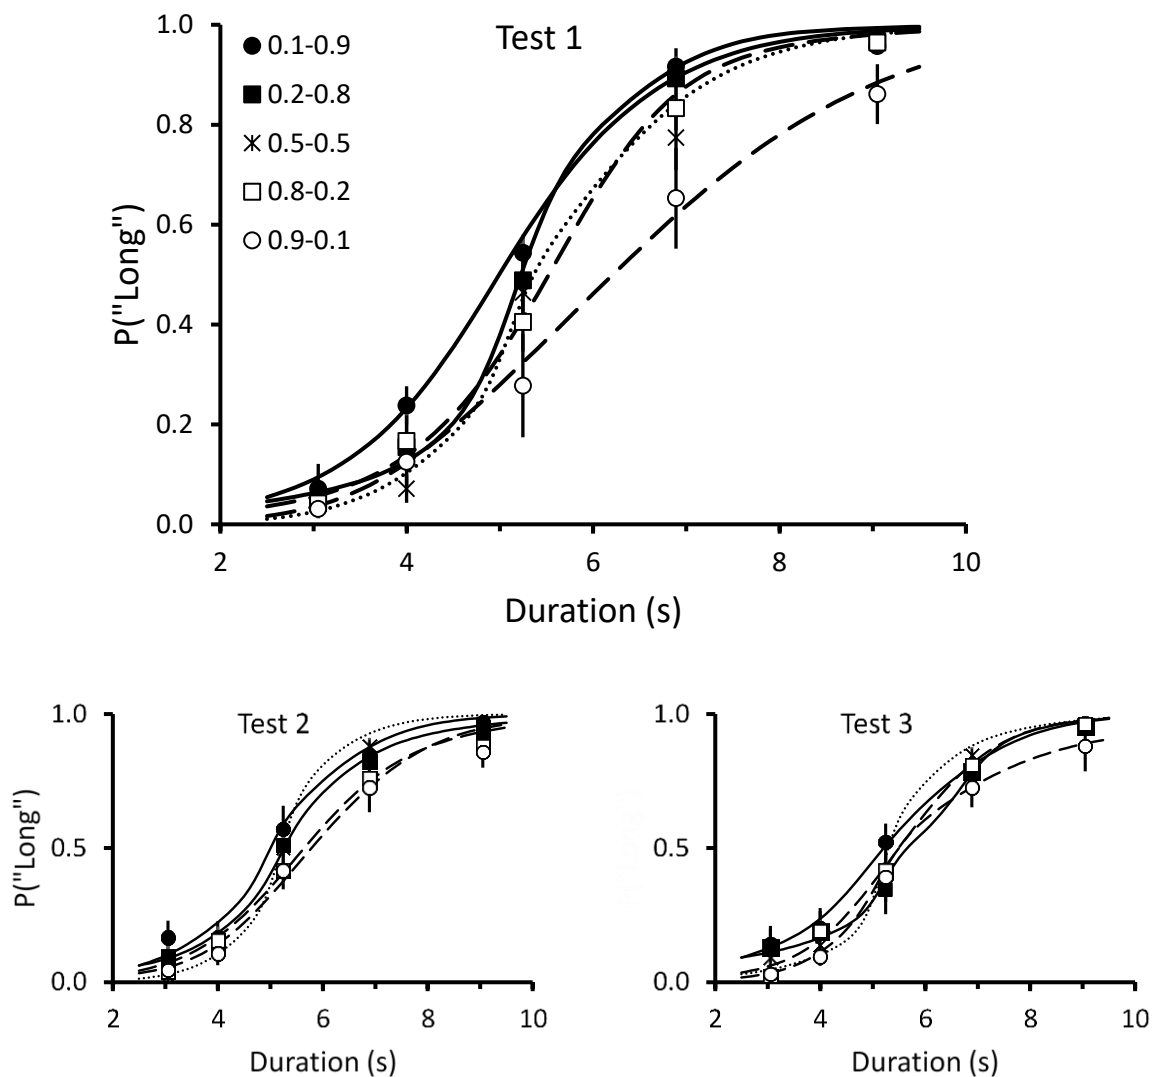 Test 1
0.1-0.9
0.2-0.8
0.5-0.5
0.8-0.2
0.9-0.1
P("Long")
1.0
0.8
0.6
0.4
0.2
0.0
2 4 6 8 10
Duration (s)
Test 2
P("Long")
1.0
0.5
0.0
2 4 6 8 10
Duration (s)
Test 3
1.0
0.5
0.0
2 4 6 8 10
Duration (s)